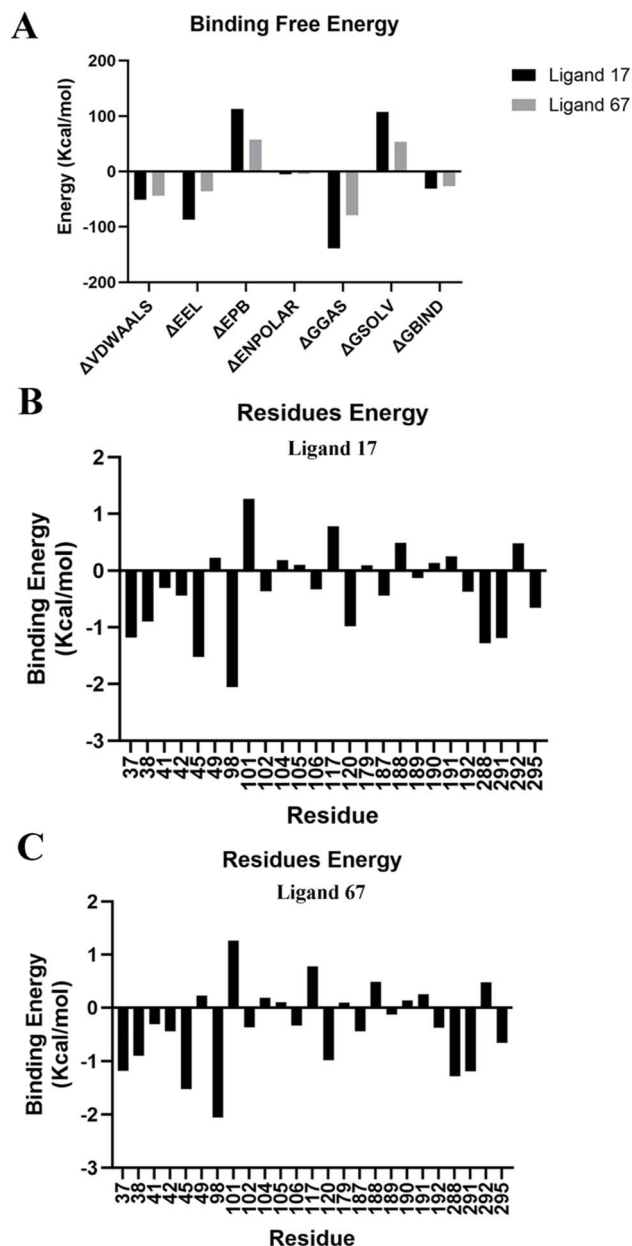 A
Binding Free Energy
Energy (Kcal/mol)
200
100
0
-100
-200
ΔVDWAALS
ΔEEL
ΔEPB
ΔENPOLAR
ΔGGAS
ΔGSOLV
ΔGBIND
Ligand 17
Ligand 67
B
Residues Energy
Ligand 17
Binding Energy
(Kcal/mol)
2
1
0
-1
-2
-3
37 38 41 42 45 49 98 101 102 104 105 106 117 120 179 187 188 189 190 191 192 288 291 292 295
Residue
C
Residues Energy
Ligand 67
Binding Energy
(Kcal/mol)
2
1
0
-1
-2
-3
37 38 41 42 45 49 98 101 102 104 105 106 117 120 179 187 188 189 190 191 192 288 291 292 295
Residue